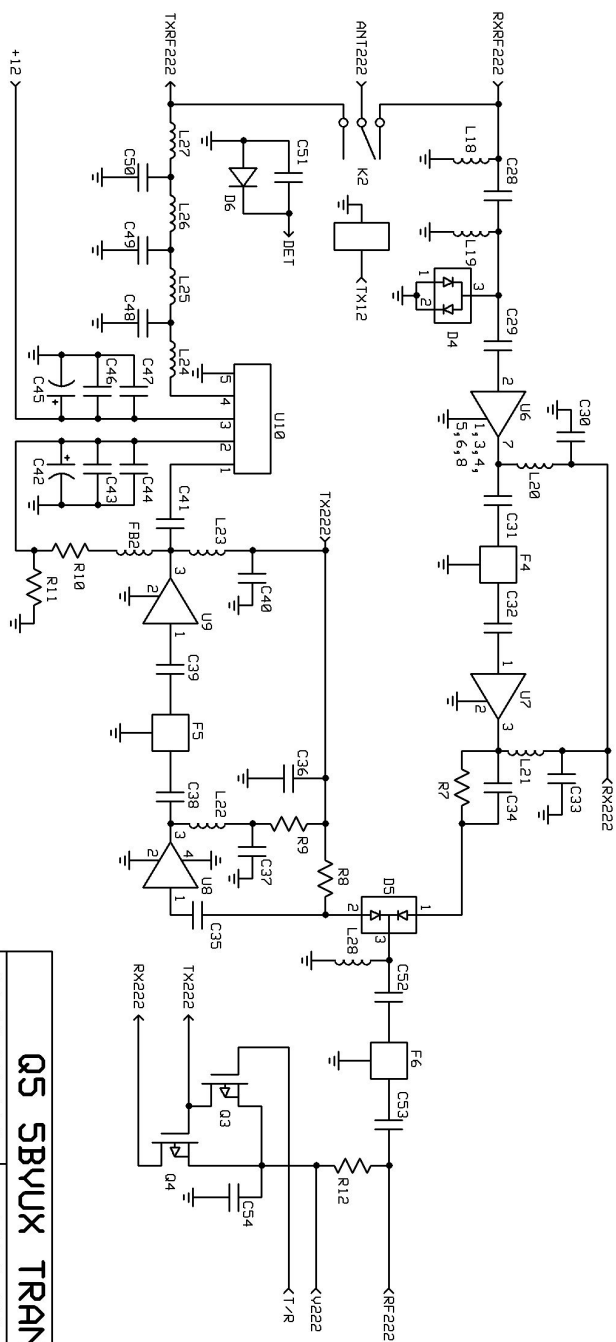 RXRF222
ANT222
TXRF222
+12
L18
C28
L19
1
2
3
D4
C29
2
U6
7
1,3,4,
5,6,8
C30
L20
C31
F4
C32
1
U7
2
3
L21
C33
RX222
R7
C34
K2
TX12
C51
D6
DET
L27
C50
L26
C49
L25
C48
L24
5
4
3
2
1
U10
C47
C46
C45
+
C44
C43
C42
+
C41
TX222
L23
C40
FB2
R10
R11
3
U9
2
1
C39
F5
C38
C36
L22
R9
C37
R8
3
U8
4
2
1
C35
D5
1
2
3
L28
C52
F6
C53
RF222
R12
V222
T/R
C54
Q3
Q4
TX222
RX222
Q5 5BYUX TRAN